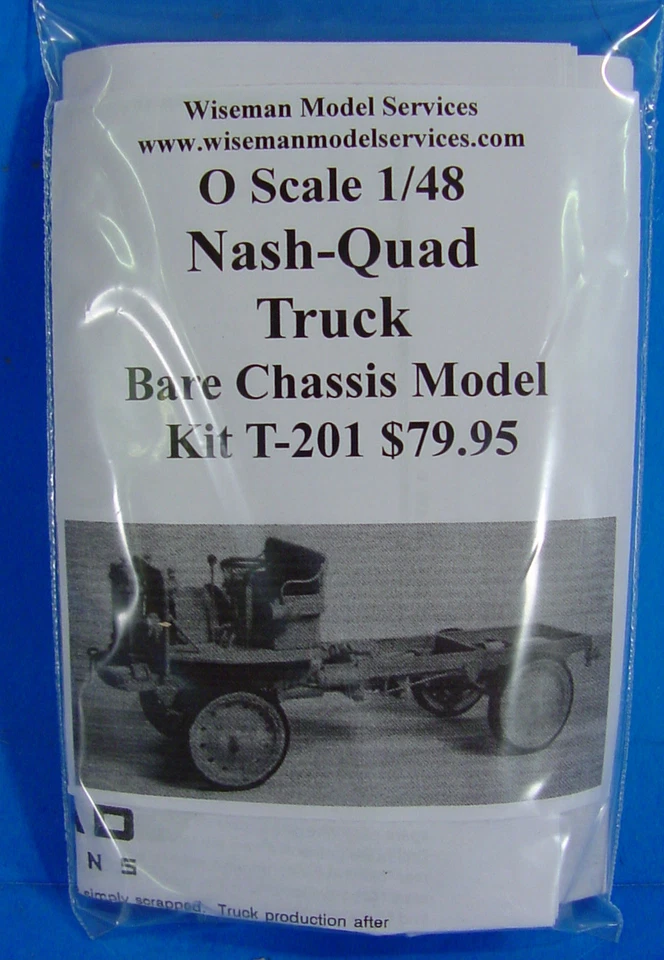 Wiseman Model Services
www.wisemanmodelservices.com
O Scale 1/48
Nash-Quad
Truck
Bare Chassis Model
Kit T-201 $79.95
AD
N S
simply scrapped. Truck production after